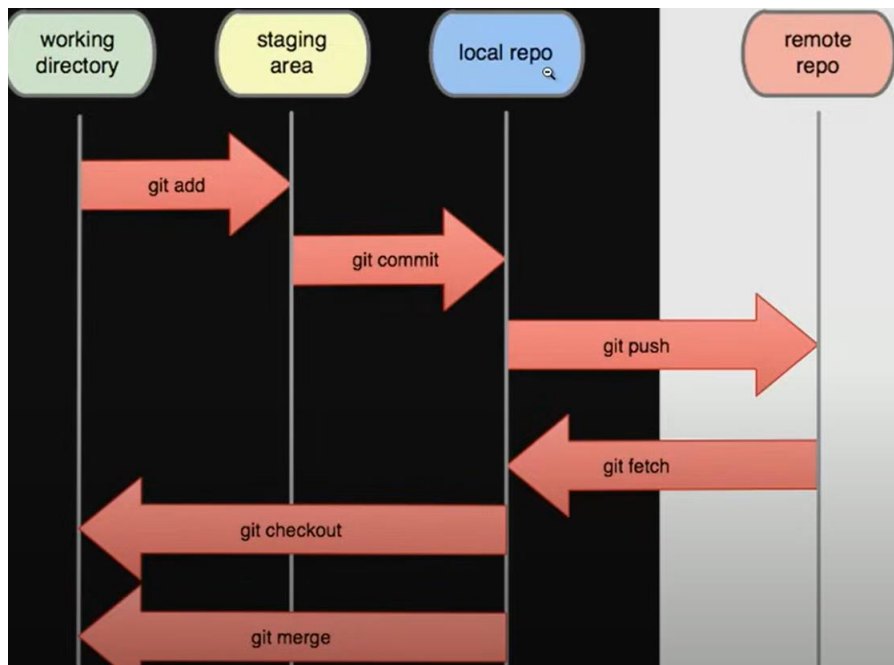 working
directory
staging
area
local repo
remote
repo
git add
git commit
git push
git fetch
git checkout
git merge